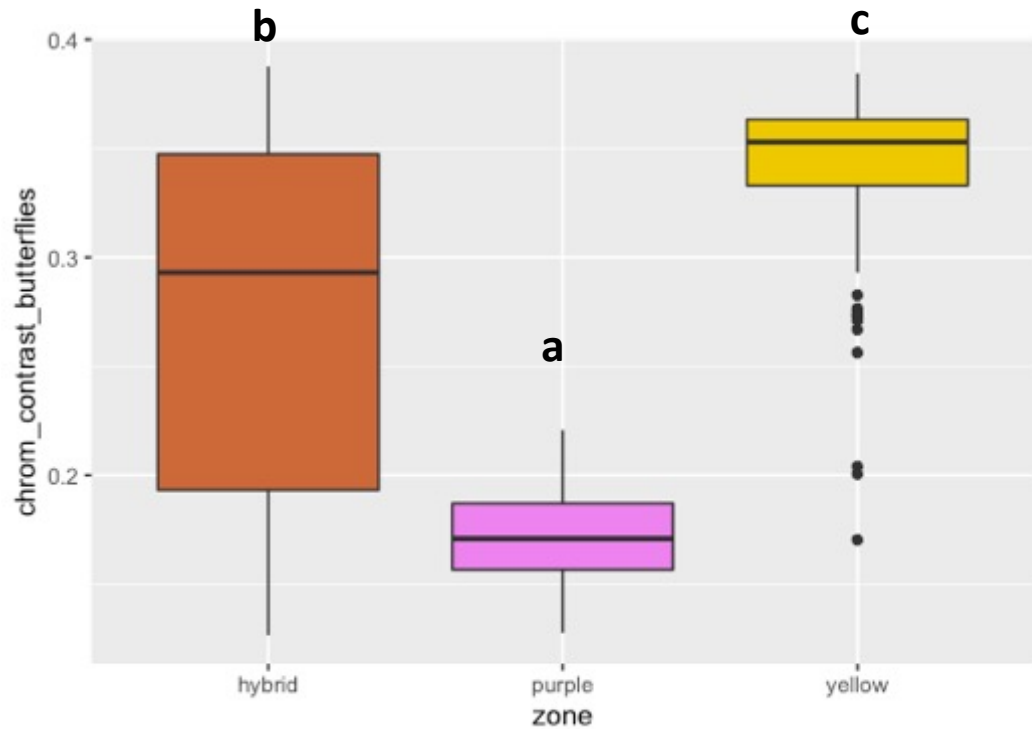 b
c
0.4
chrom_contrast_butterflies
0.3
a
0.2
hybrid
purple
yellow
zone